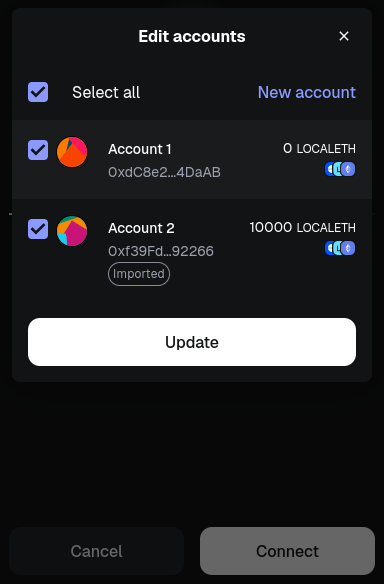 Edit accounts
Select all
New account
Account 1
0 LOCALETH
0xdC8e2...4DaAB
Account 2
10000 LOCALETH
0xf39Fd...92266
Imported
Update
Cancel
Connect